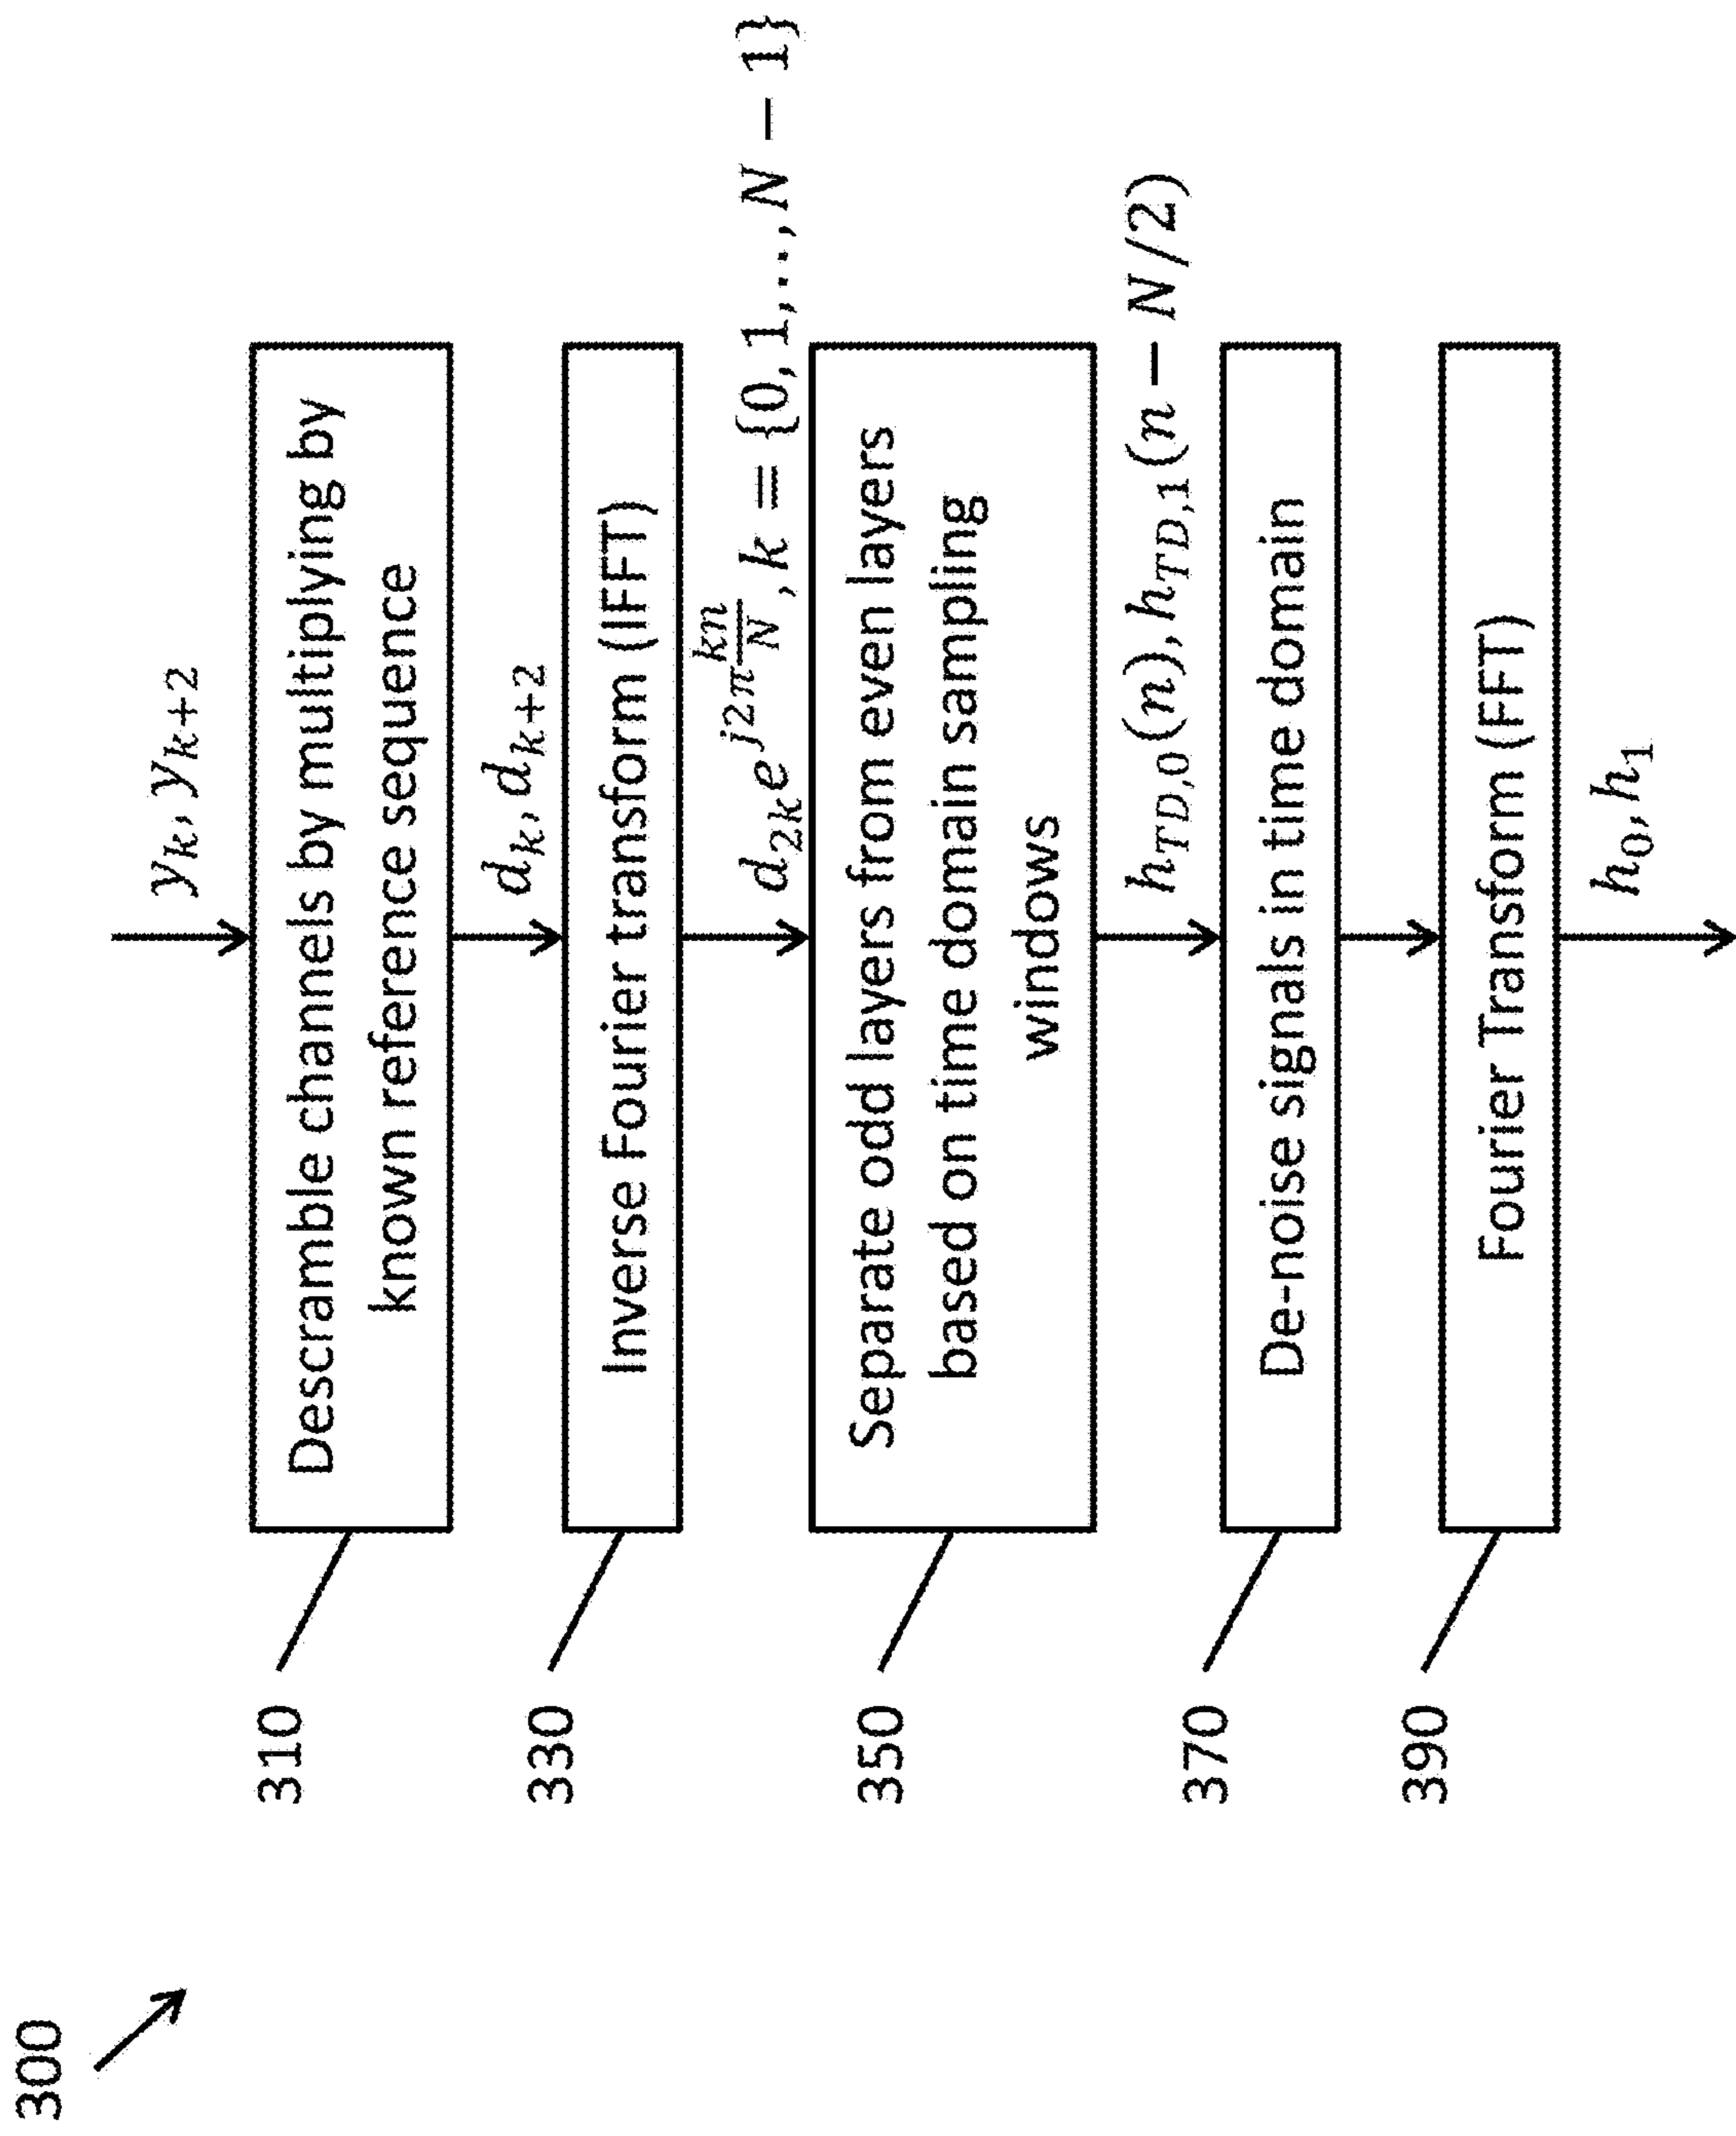 300
y_k, y_{k+2}
310
Descramble channels by multiplying by
known reference sequence
d_k, d_{k+2}
330
Inverse Fourier transform (IFFT)
d_{2k}e^{j2π\frac{kn}{N}}, k = {0, 1, .., N − 1}
350
Separate odd layers from even layers
based on time domain sampling
windows
h_{TD,0}(n), h_{TD,1}(n − N/2)
370
De-noise signals in time domain
390
Fourier Transform (FFT)
h_0, h_1